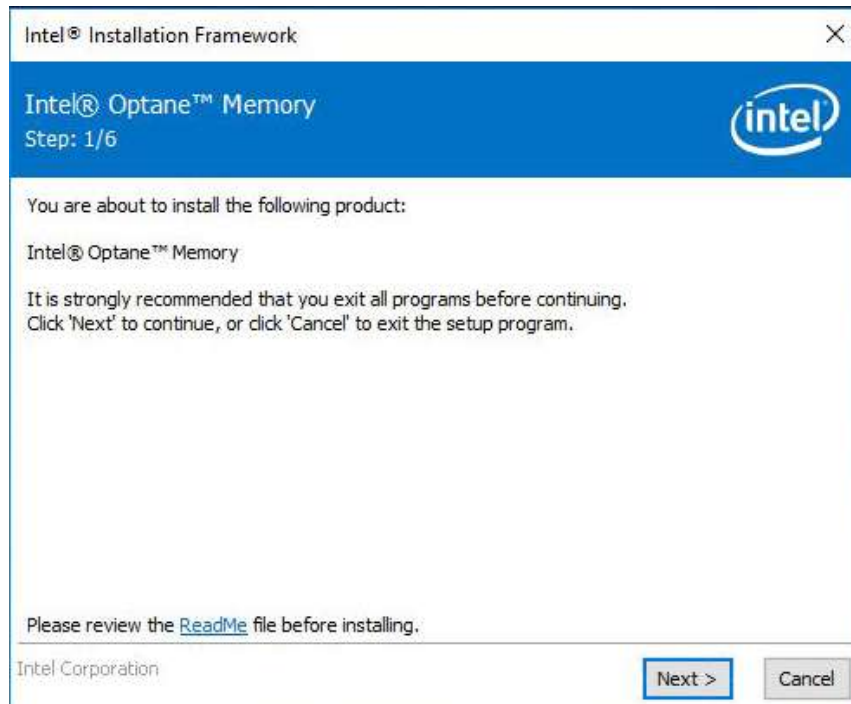 Intel® Installation Framework
Intel® Optane™ Memory
Step: 1/6
intel
You are about to install the following product:
Intel® Optane™ Memory
It is strongly recommended that you exit all programs before continuing.
Click 'Next' to continue, or click 'Cancel' to exit the setup program.
Please review the ReadMe file before installing.
Intel Corporation
Next >
Cancel